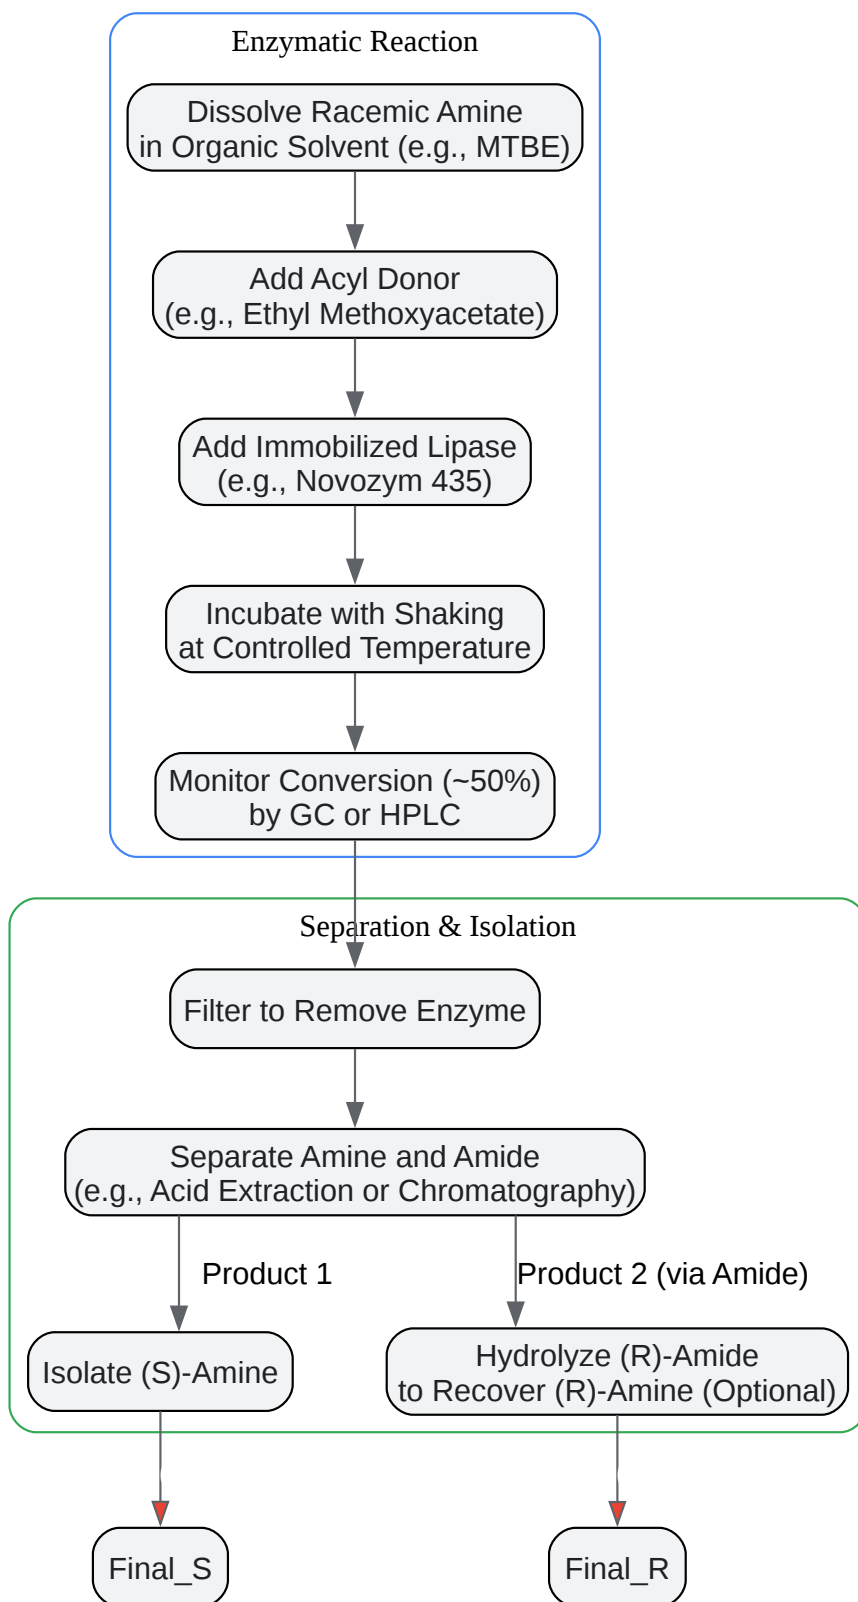 Enzymatic Reaction
Dissolve Racemic Amine
in Organic Solvent (e.g., MTBE)
Add Acyl Donor
(e.g., Ethyl Methoxyacetate)
Add Immobilized Lipase
(e.g., Novozym 435)
Incubate with Shaking
at Controlled Temperature
Monitor Conversion (~50%)
by GC or HPLC
Separation & Isolation
Filter to Remove Enzyme
Separate Amine and Amide
(e.g., Acid Extraction or Chromatography)
Product 1
Product 2 (via Amide)
Isolate (S)-Amine
Hydrolyze (R)-Amide
to Recover (R)-Amine (Optional)
Final_S
Final_R